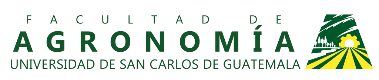 FACULTAD DE
AGRONOMÍA
UNIVERSIDAD DE SAN CARLOS DE GUATEMALA